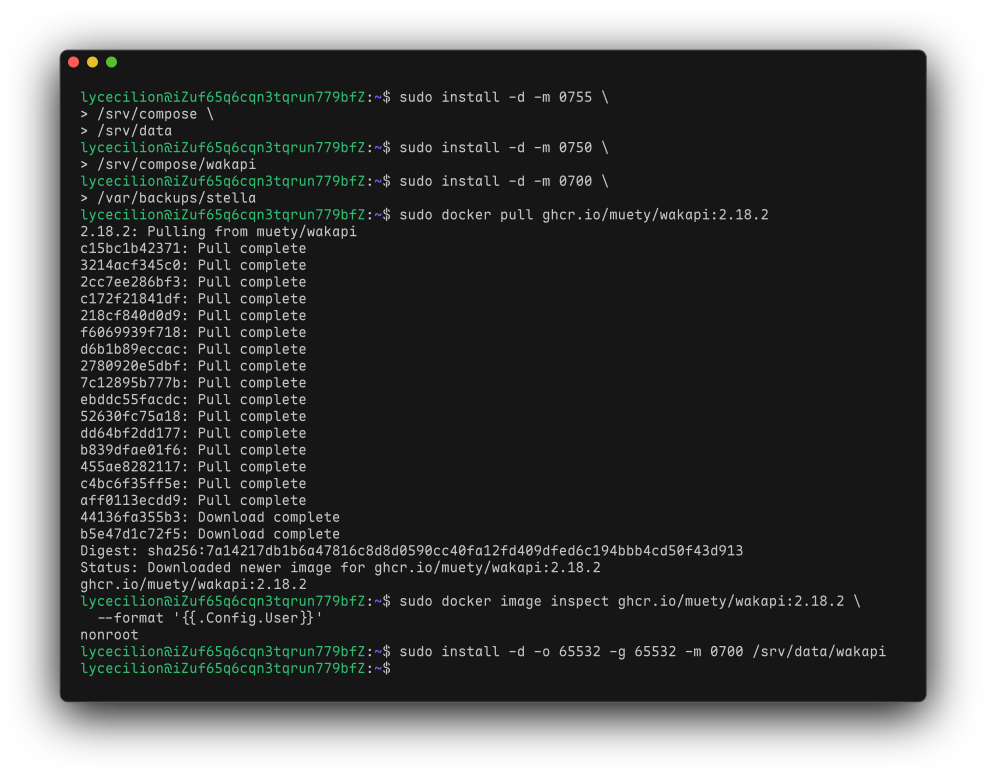 lycecilion@iZuf65q6cqn3tqrun779bfZ:~$ sudo install -d -m 0755 \
> /srv/compose \
> /srv/data
lycecilion@iZuf65q6cqn3tqrun779bfZ:~$ sudo install -d -m 0750 \
> /srv/compose/wakapi
lycecilion@iZuf65q6cqn3tqrun779bfZ:~$ sudo install -d -m 0700 \
> /var/backups/stella
lycecilion@iZuf65q6cqn3tqrun779bfZ:~$ sudo docker pull ghcr.io/muety/wakapi:2.18.2
2.18.2: Pulling from muety/wakapi
c15bc1b42371: Pull complete
3214acf345c0: Pull complete
2cc7ee286bf3: Pull complete
c172f21841df: Pull complete
218cf840d0d9: Pull complete
f6069939f718: Pull complete
d6b1b89eccac: Pull complete
2780920e5dbf: Pull complete
7c12895b777b: Pull complete
ebddc55facdc: Pull complete
52630fc75a18: Pull complete
dd64bf2dd177: Pull complete
b839dfae01f6: Pull complete
455ae8282117: Pull complete
c4bc6f35ff5e: Pull complete
aff0113ecdd9: Pull complete
44136fa355b3: Download complete
b5e47d1c72f5: Download complete
Digest: sha256:7a14217db1b6a47816c8d8d0590cc40fa12fd409dfed6c194bbb4cd50f43d913
Status: Downloaded newer image for ghcr.io/muety/wakapi:2.18.2
ghcr.io/muety/wakapi:2.18.2
lycecilion@iZuf65q6cqn3tqrun779bfZ:~$ sudo docker image inspect ghcr.io/muety/wakapi:2.18.2 \
  --format '{{.Config.User}}'
nonroot
lycecilion@iZuf65q6cqn3tqrun779bfZ:~$ sudo install -d -o 65532 -g 65532 -m 0700 /srv/data/wakapi
lycecilion@iZuf65q6cqn3tqrun779bfZ:~$